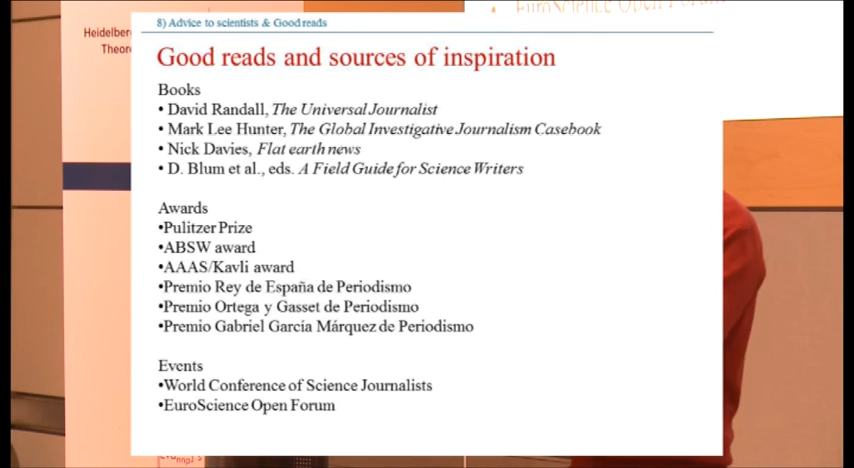 EuroScience Open Forum
Heidelberg
Theore
8) Advice to scientists & Good reads
Good reads and sources of inspiration
Books
• David Randall, The Universal Journalist
• Mark Lee Hunter, The Global Investigative Journalism Casebook
• Nick Davies, Flat earth news
• D. Blum et al., eds. A Field Guide for Science Writers
Awards
•Pulitzer Prize
•ABSW award
•AAAS/Kavli award
•Premio Rey de España de Periodismo
•Premio Ortega y Gasset de Periodismo
•Premio Gabriel García Márquez de Periodismo
Events
•World Conference of Science Journalists
•EuroScience Open Forum